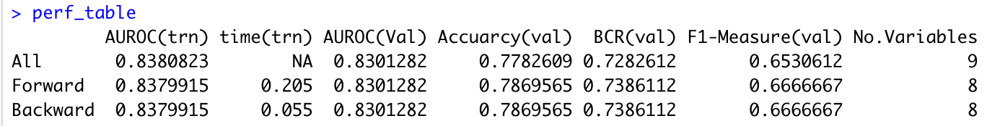 > perf_table
AUROC(trn) time(trn) AUROC(Val) Accuarcy(val) BCR(val) F1-Measure(val) No.Variables
All 0.8380823 NA 0.8301282 0.7782609 0.7282612 0.6530612 9
Forward 0.8379915 0.205 0.8301282 0.7869565 0.7386112 0.6666667 8
Backward 0.8379915 0.055 0.8301282 0.7869565 0.7386112 0.6666667 8